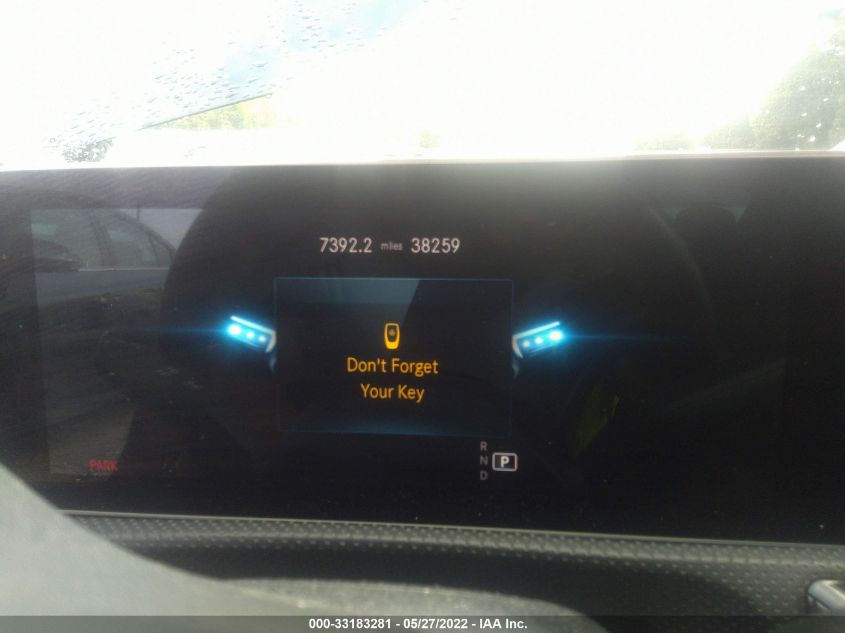 7392.2 miles 38259
Don't Forget
Your Key
R
N P
D
PARK
000-33183281 - 05/27/2022 - IAA Inc.